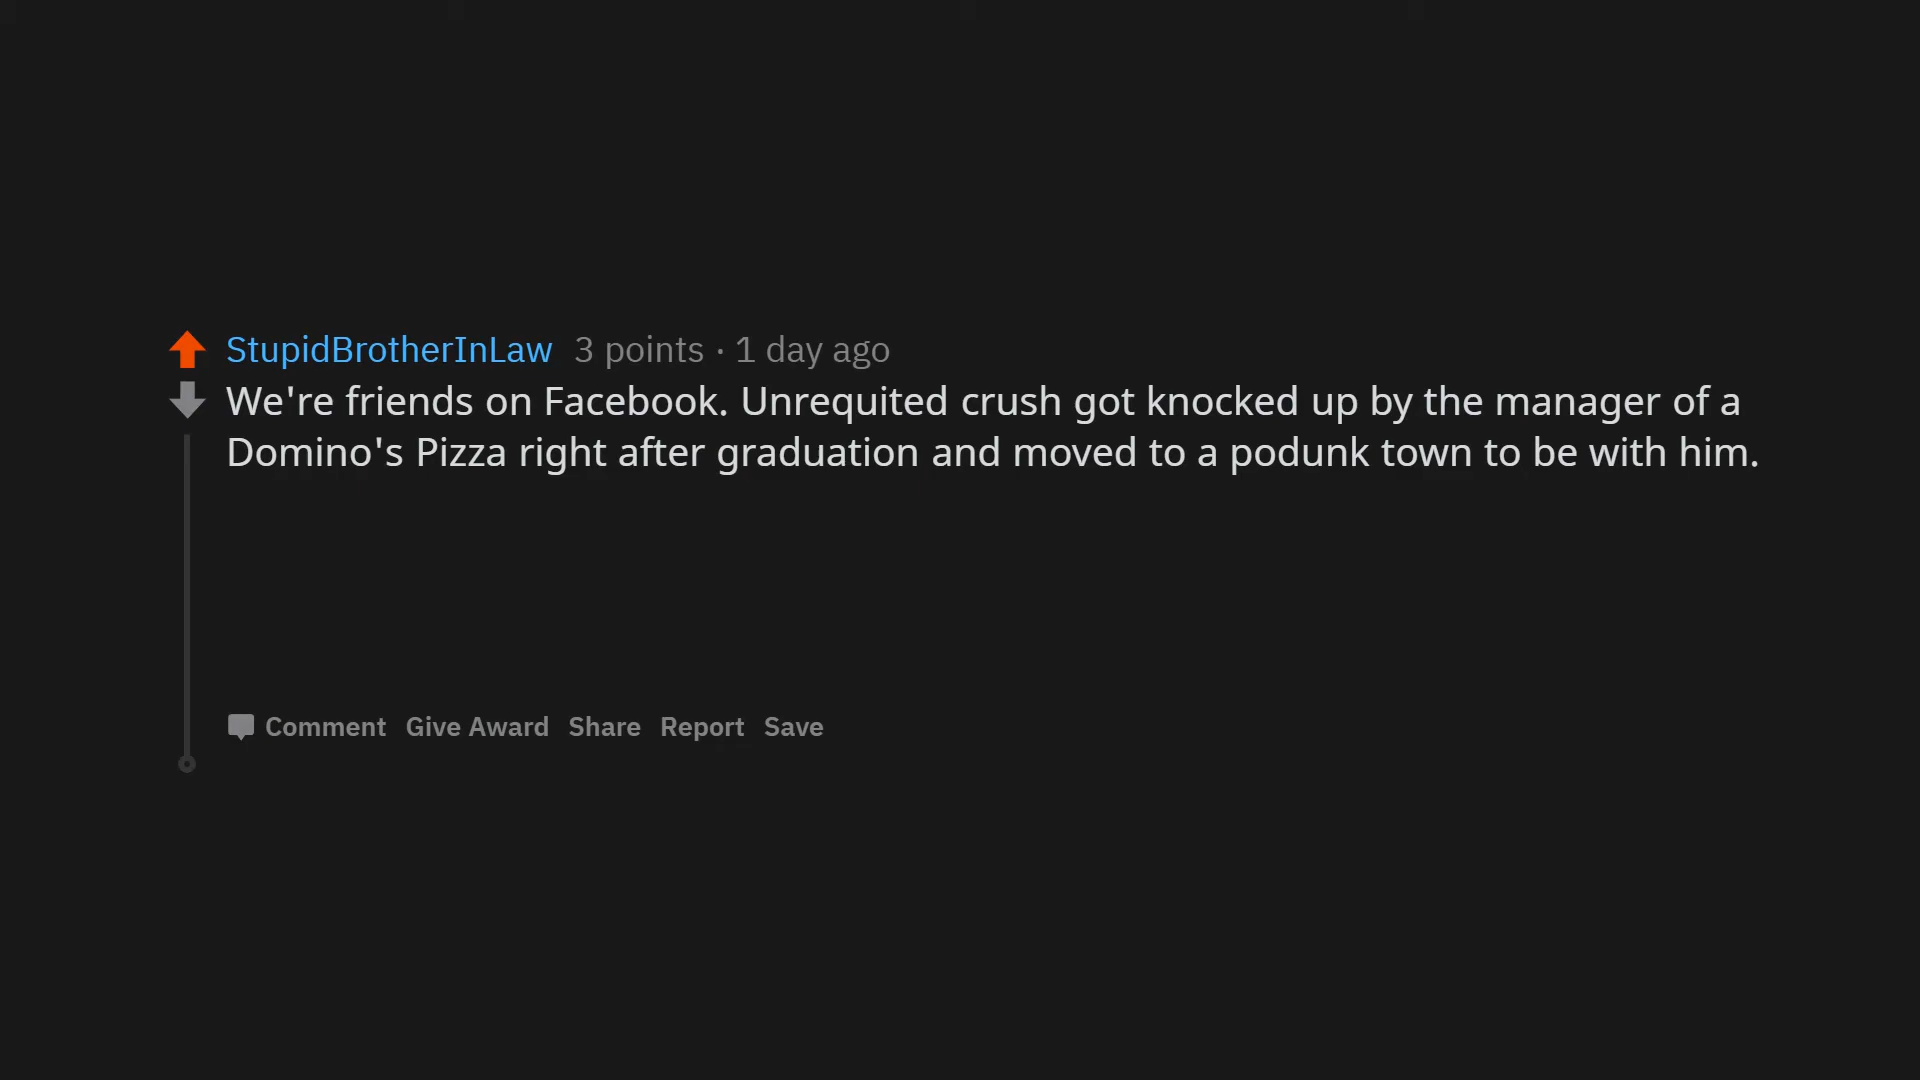 StupidBrotherInLaw 3 points · 1 day ago
We're friends on Facebook. Unrequited crush got knocked up by the manager of a
Domino's Pizza right after graduation and moved to a podunk town to be with him.
Comment Give Award Share Report Save